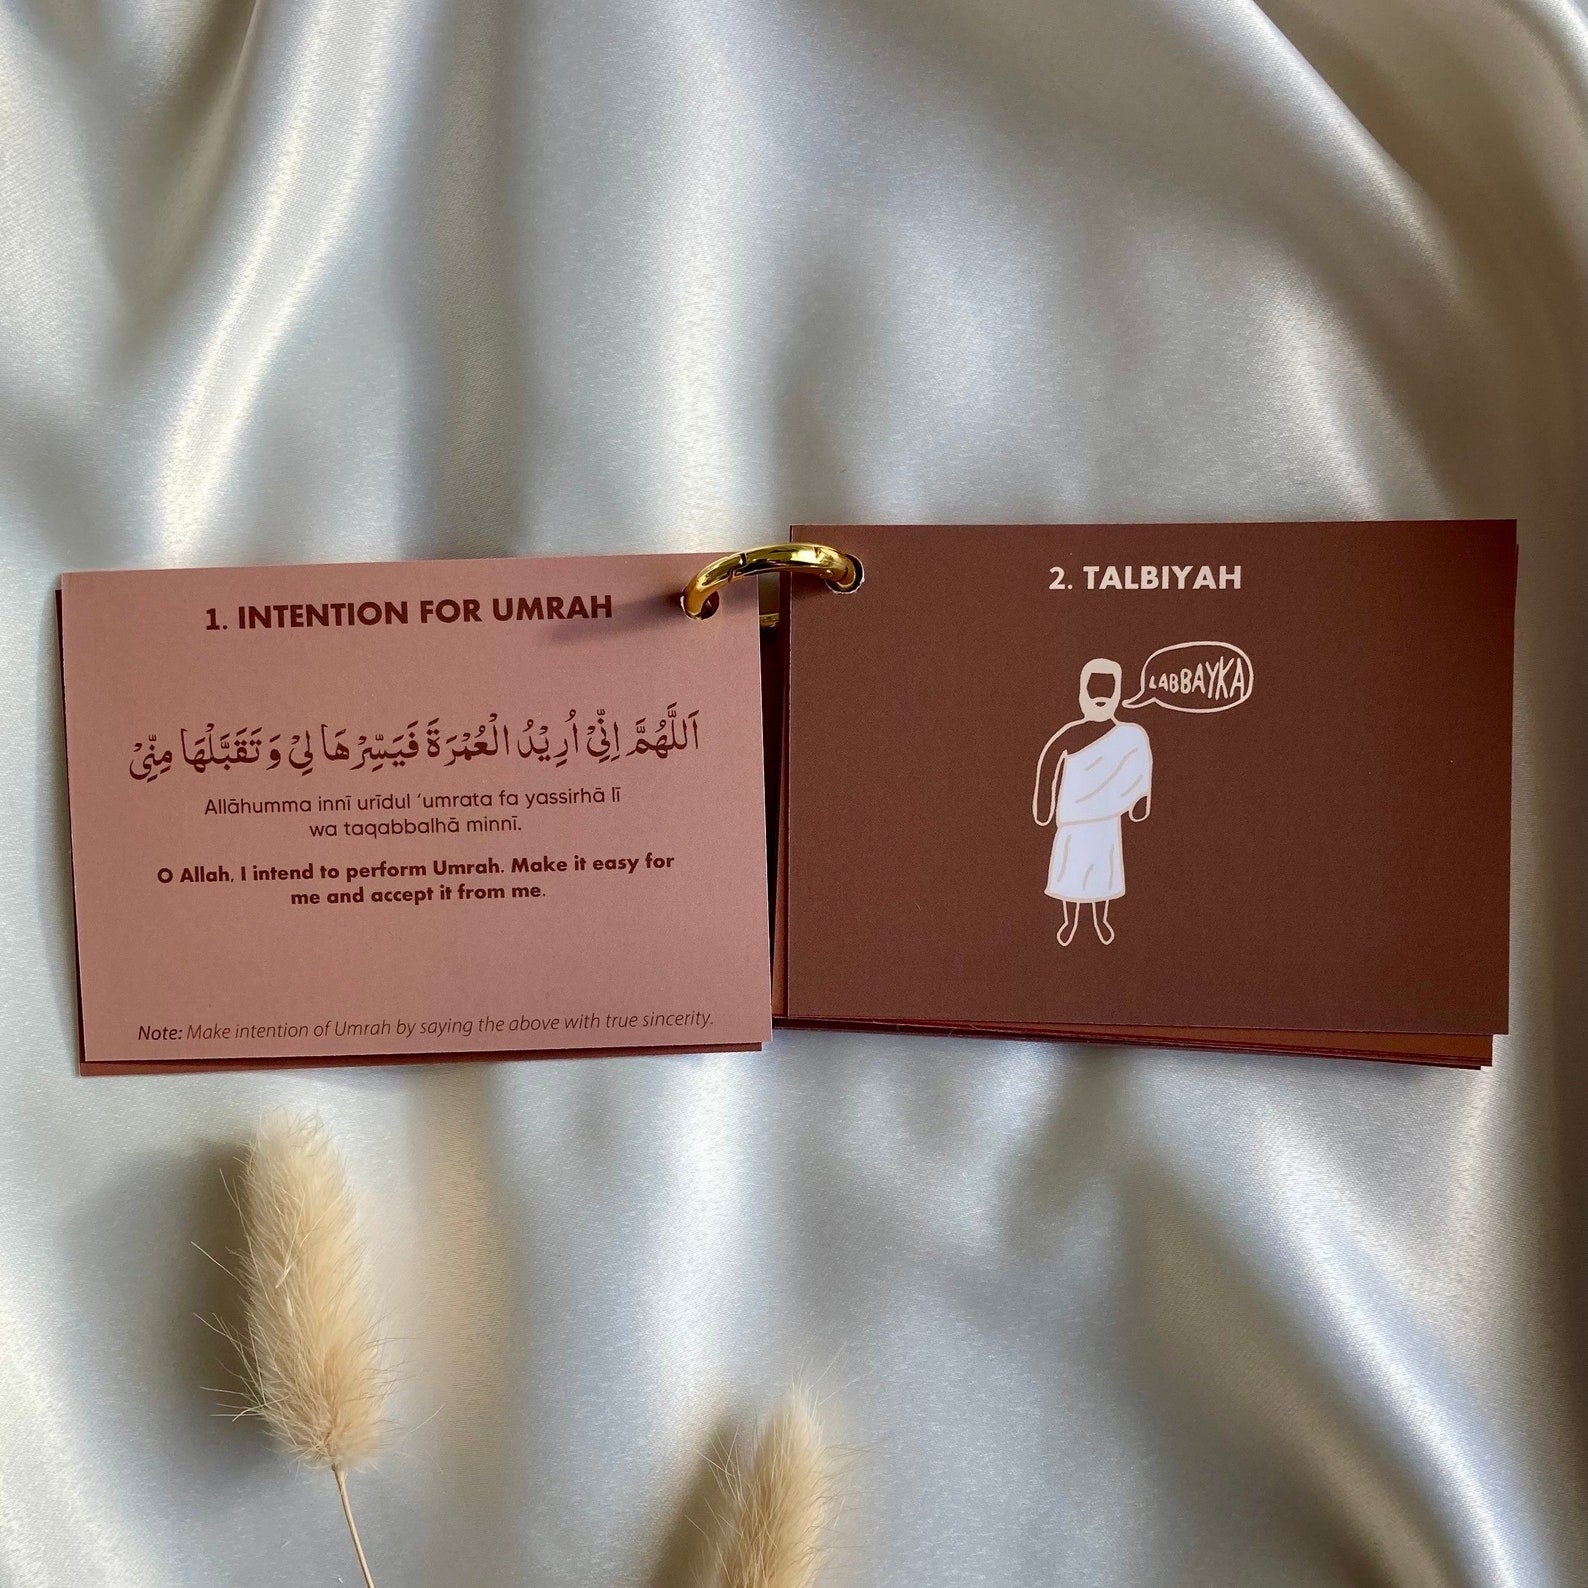 1. INTENTION FOR UMRAH
اَللّٰهُمَّ اِنِّيْ اُرِيْدُ الْعُمْرَةَ فَيَسِّرْهَا لِيْ وَ تَقَبَّلْهَا مِنِّيْ
Allāhumma innī urīdul ‘umrata fa yassirhā lī
wa taqabbalhā minnī.
O Allah, I intend to perform Umrah. Make it easy for
me and accept it from me.
Note: Make intention of Umrah by saying the above with true sincerity.
2. TALBIYAH
LABBAYKA